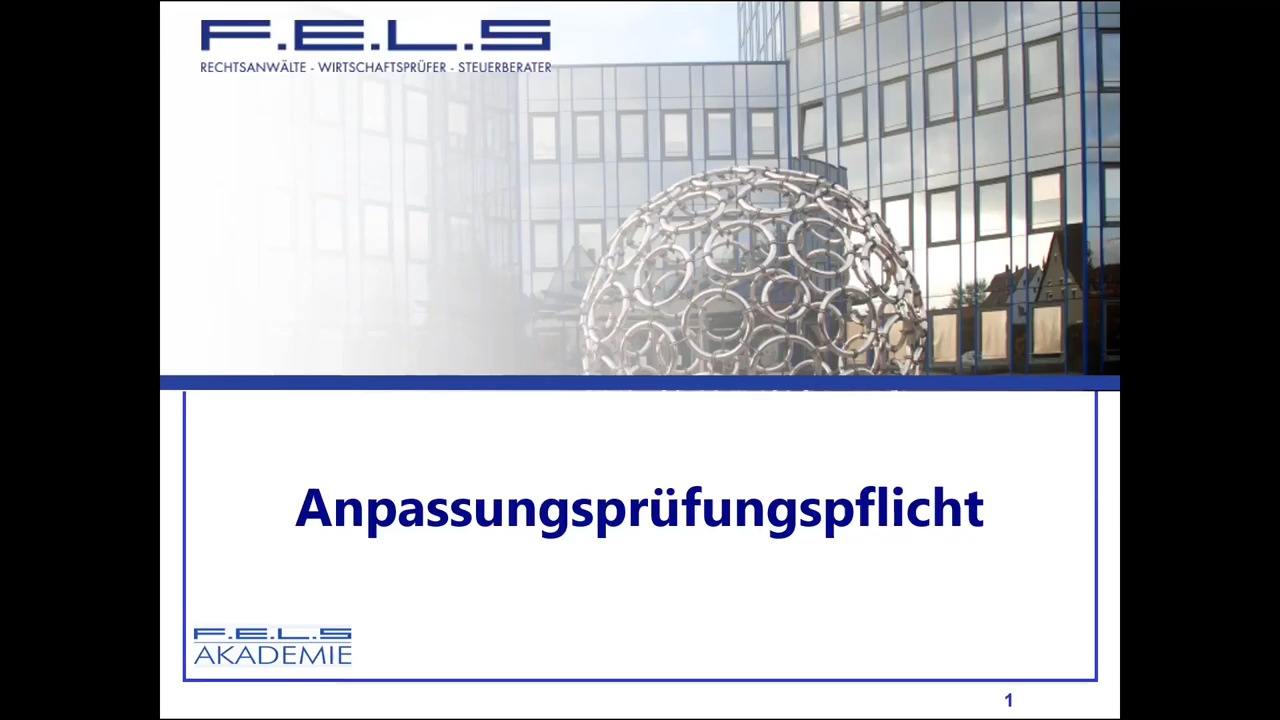 F.E.L.S
RECHTSANWÄLTE - WIRTSCHAFTSPRÜFER - STEUERBERATER
Anpassungsprüfungspflicht
F.E.L.S
AKADEMIE
1